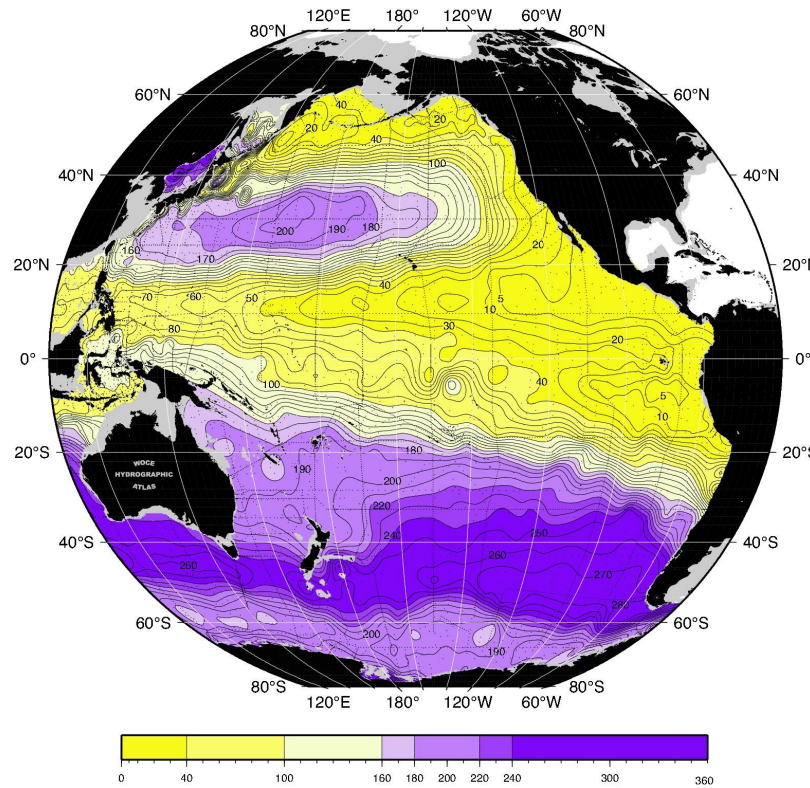 120°E 180° 120°W 60°W
80°N 80°N
60°N 60°N
40 20 40 20
40°N 100 40°N
200 190 180
160 170 20
20°N 20°N
40
70 60 50 5 10
80 30 20
0° 0°
100 40 5 10
180
20°S 20°S
WOCE
HYDROGRAPHIC
ATLAS
190 200
220 240 250
40°S 40°S
260 260 270
280
60°S 60°S
200 190
80°S 80°S
120°E 180° 120°W 60°W
0 40 100 160 180 200 220 240 300 360